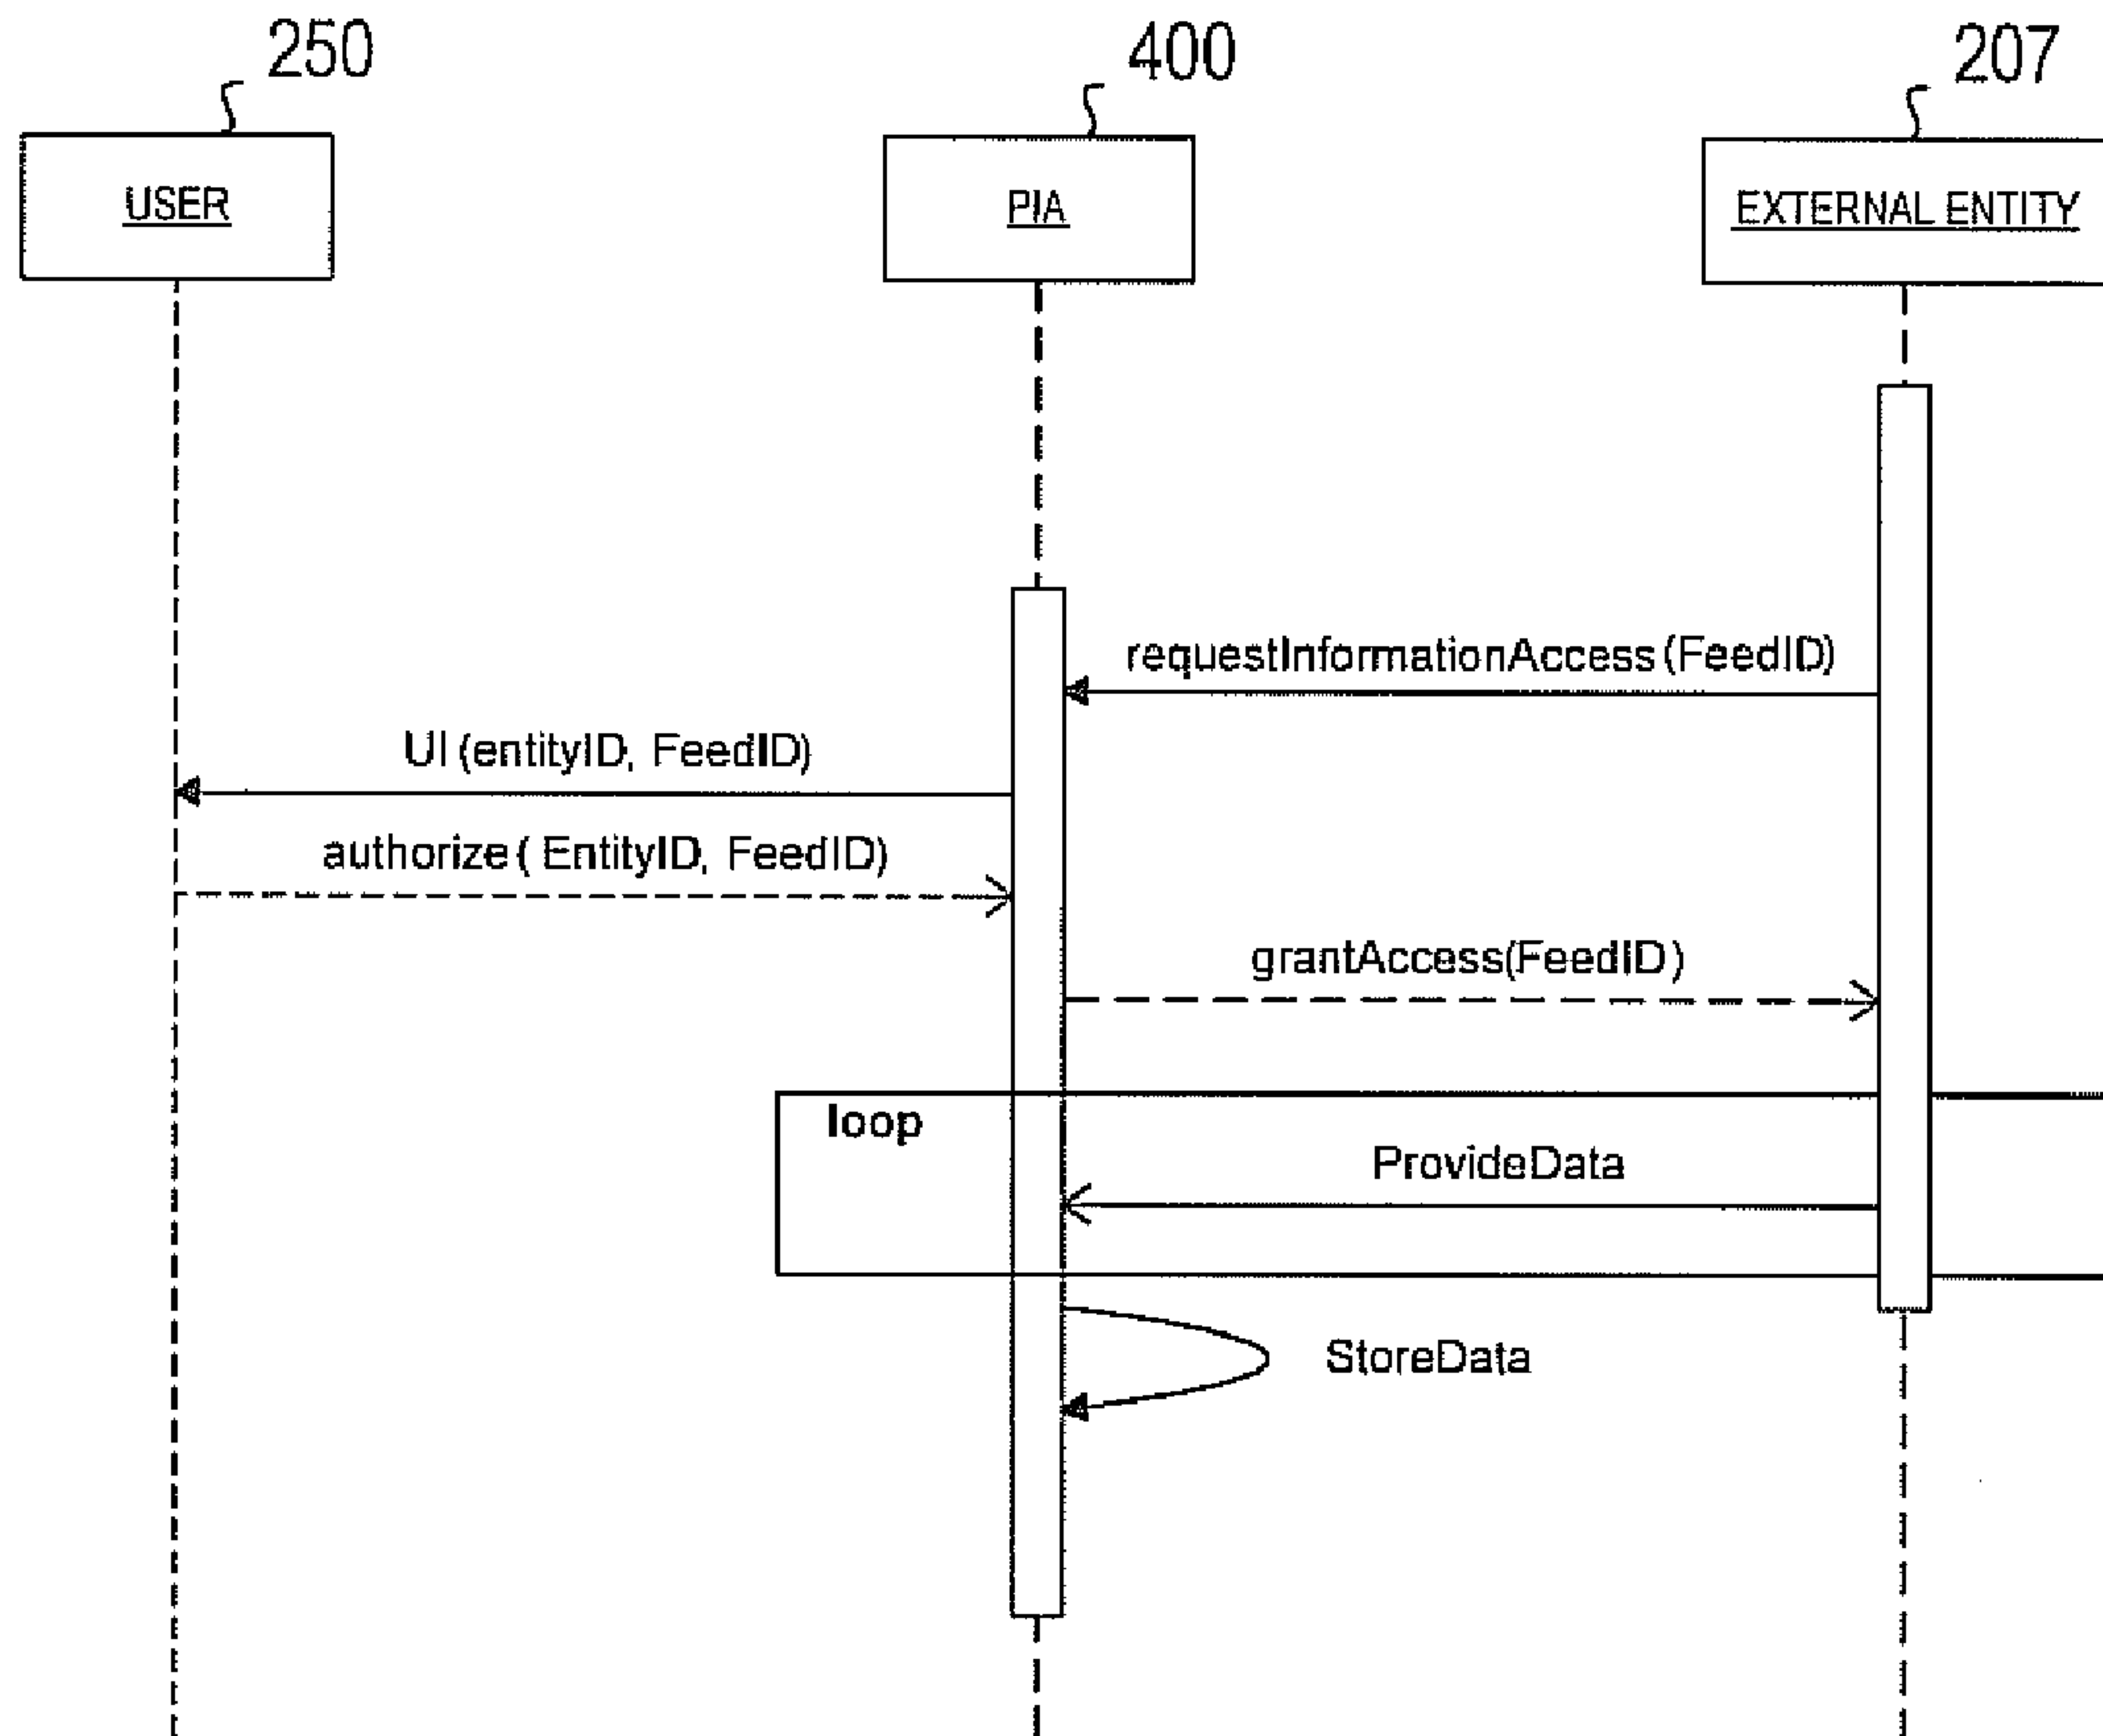 250
400
207
USER
PIA
EXTERNAL ENTITY
requestInformationAccess (FeedID)
UI (entityID, FeedID)
authorize ( EntityID, FeedID)
grantAccess(FeedID)
loop
ProvideData
StoreData